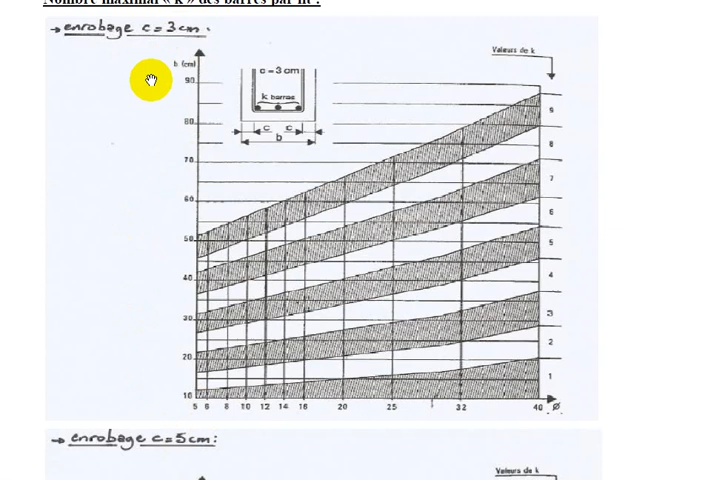 Nombre maximal « k » des barres par lit :
→ enrobage c = 3 cm.
Valeurs de k
b (cm)
90
c = 3 cm
k barres
c c
b
80
70
60
50
40
30
20
10
9
8
7
6
5
4
3
2
1
5 6 8 10 12 14 16 20 25 32 40 Ø
→ enrobage c = 5 cm :
Valeurs de k